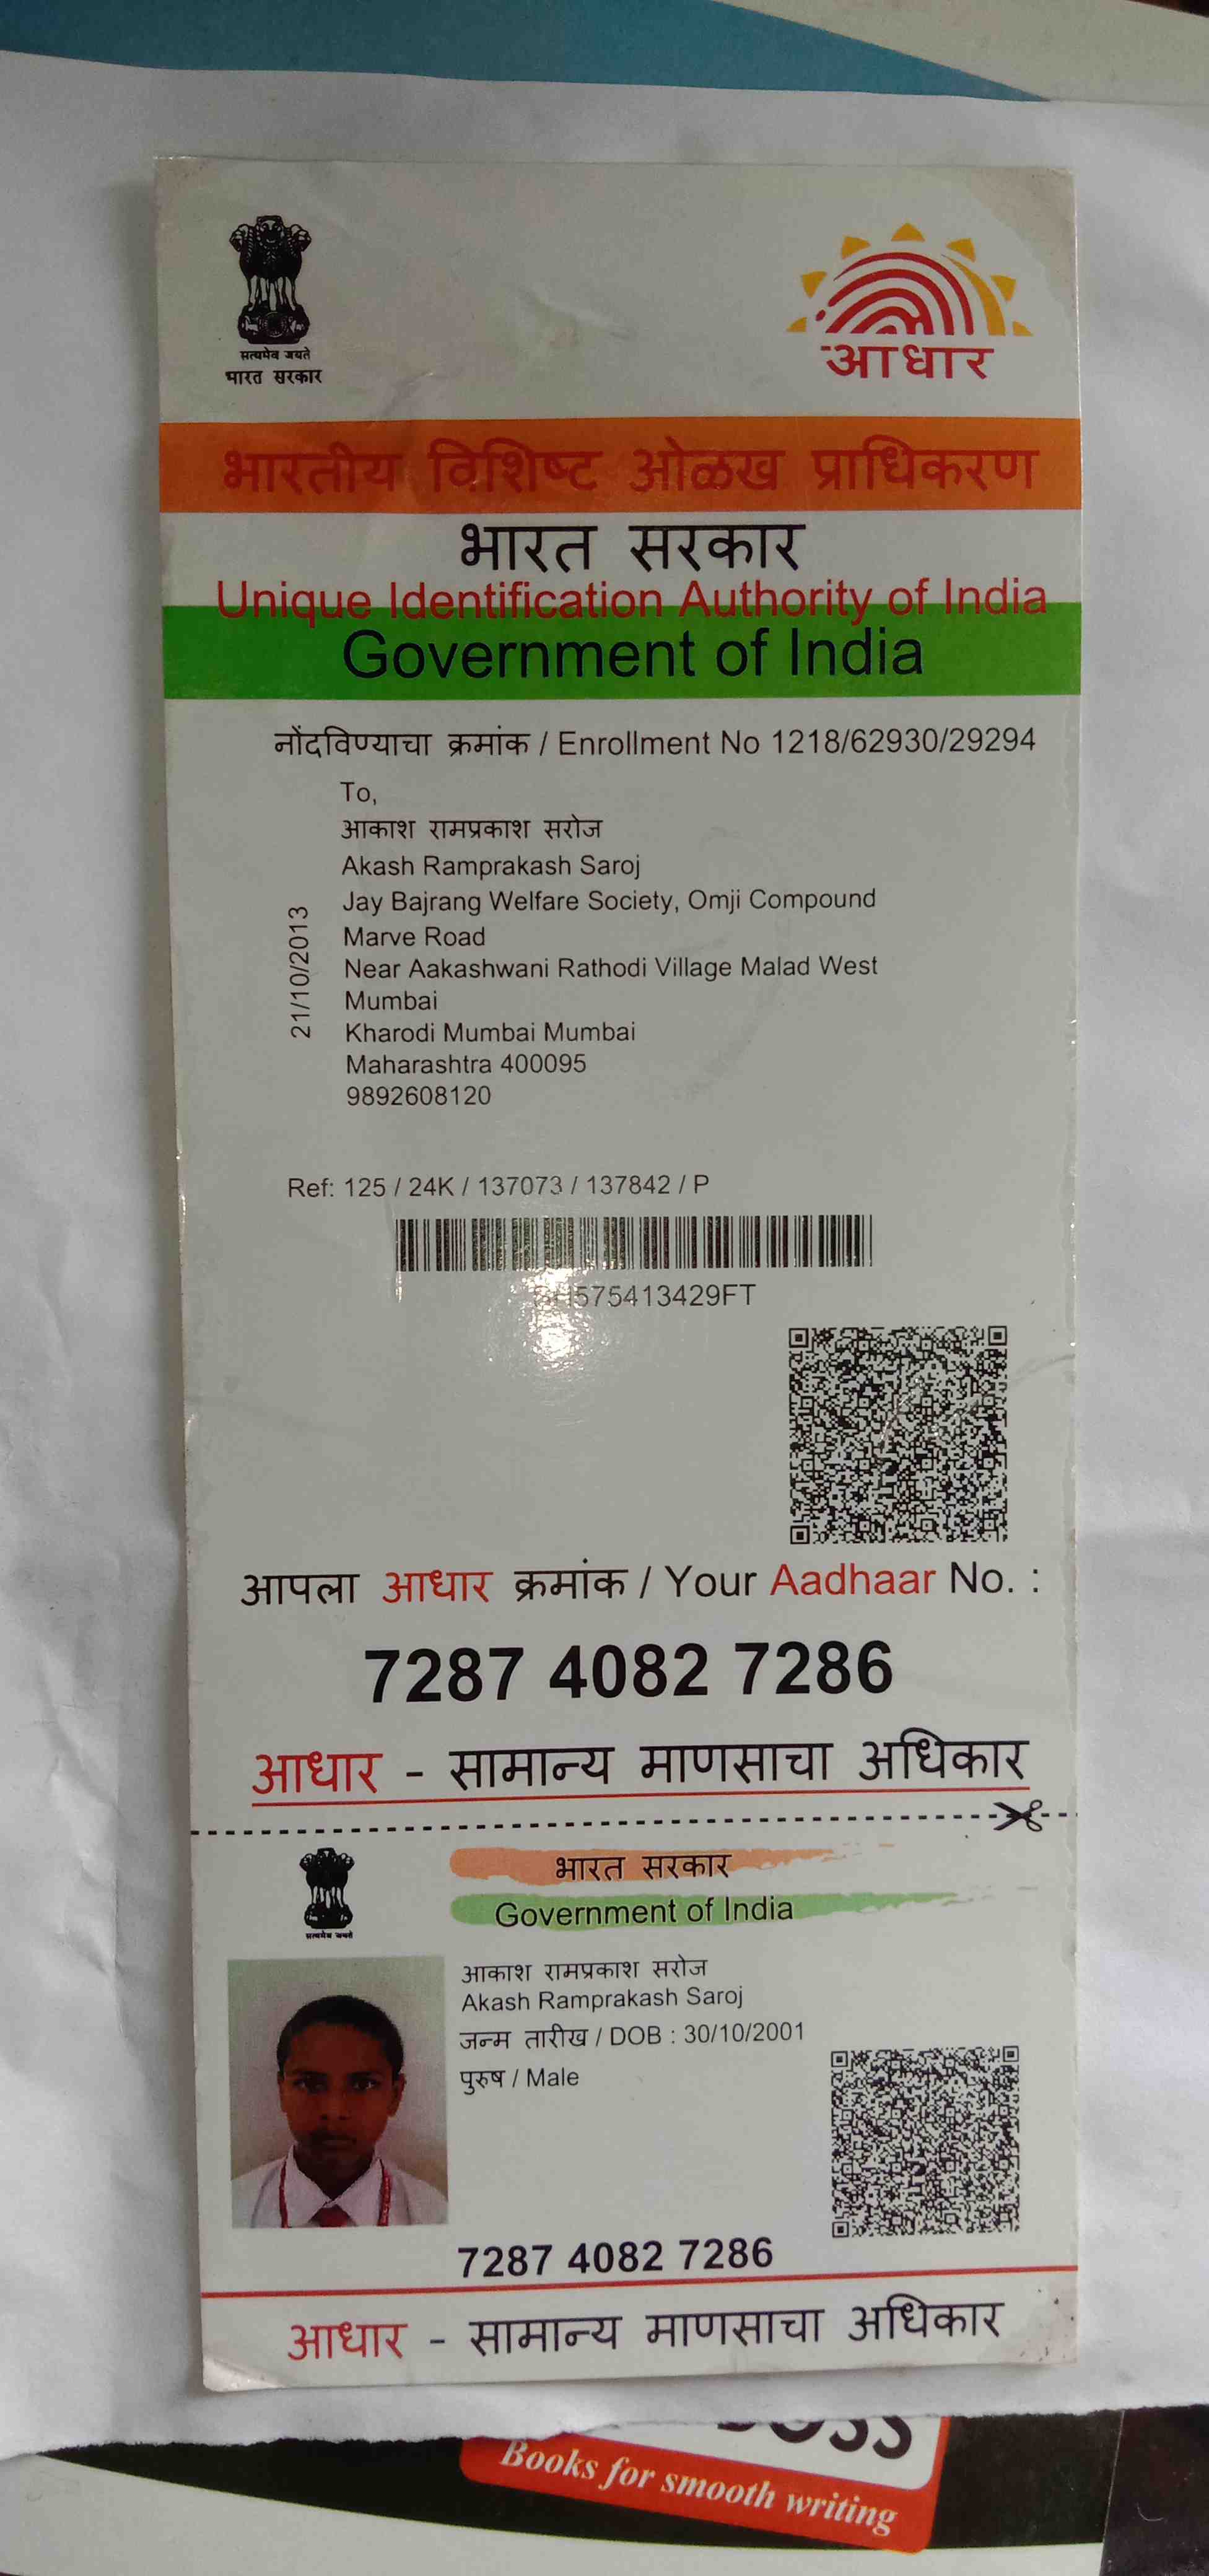 सत्यमेव जयते
भारत सरकार
आधार
भारतीय विशिष्ट ओळख प्राधिकरण
भारत सरकार
Unique Identification Authority of India
Government of India
नोंदविण्याचा क्रमांक / Enrollment No 1218/62930/29294
To,
आकाश रामप्रकाश सरोज
Akash Ramprakash Saroj
Jay Bajrang Welfare Society, Omji Compound
Marve Road
Near Aakashwani Rathodi Village Malad West
Mumbai
Kharodi Mumbai Mumbai
Maharashtra 400095
9892608120
21/10/2013
Ref: 125 / 24K / 137073 / 137842 / P
575413429FT
आपला आधार क्रमांक / Your Aadhaar No. :
7287 4082 7286
आधार - सामान्य माणसाचा अधिकार
भारत सरकार
Government of India
सत्यमेव जयते
आकाश रामप्रकाश सरोज
Akash Ramprakash Saroj
जन्म तारीख / DOB : 30/10/2001
पुरुष / Male
7287 4082 7286
आधार - सामान्य माणसाचा अधिकार
Books for smooth writing